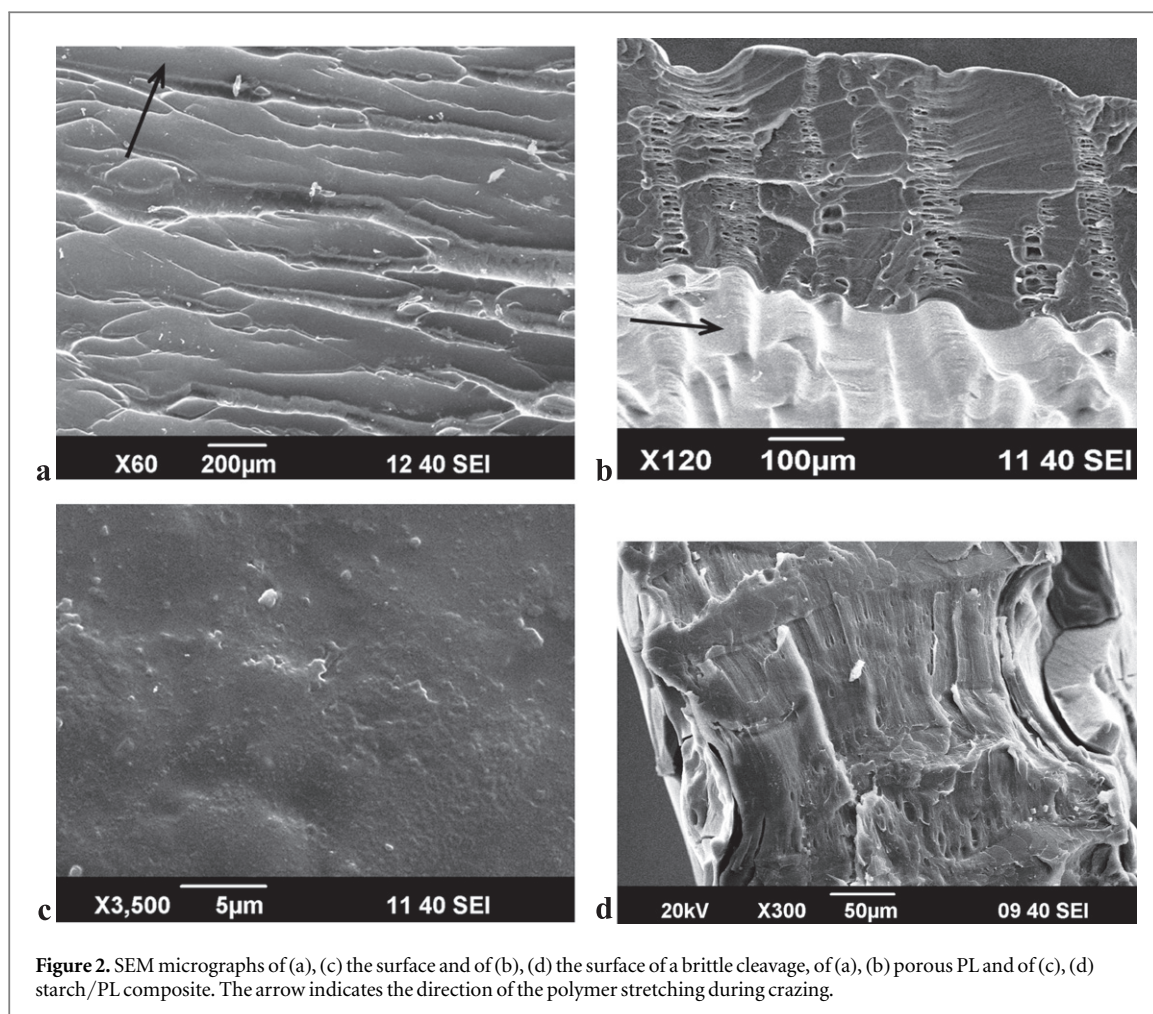 X60 200µm 12 40 SEI
a
X120 100µm 11 40 SEI
b
X3,500 5µm 11 40 SEI
c
20kV X300 50µm 09 40 SEI
d
Figure 2. SEM micrographs of (a), (c) the surface and of (b), (d) the surface of a brittle cleavage, of (a), (b) porous PL and of (c), (d)
starch/PL composite. The arrow indicates the direction of the polymer stretching during crazing.